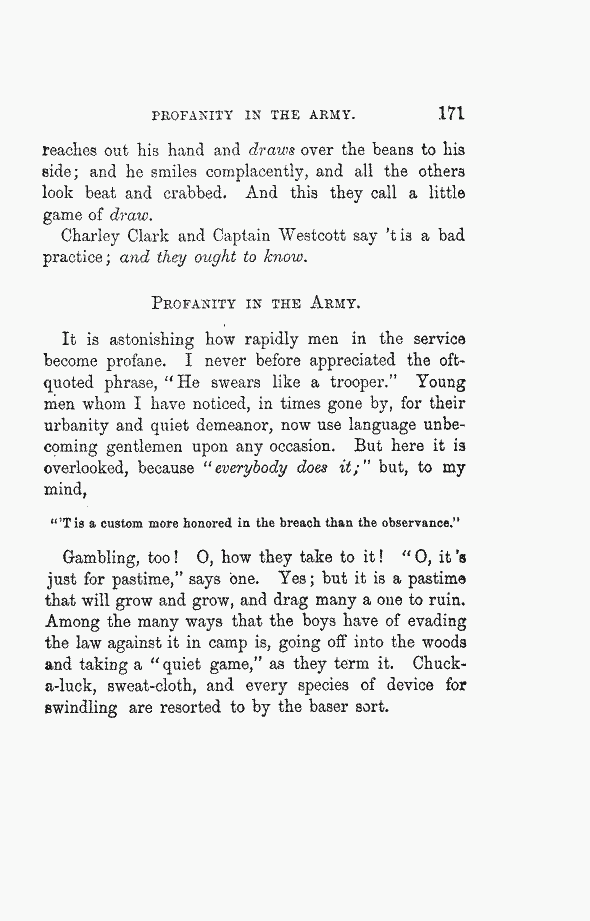 PROFANITY IN THE ARMY. 171
reaches out his hand and draws over the beans to his
side; and he smiles complacently, and all the others
look beat and crabbed. And this they call a little
game of draw.
Charley Clark and Captain Westcott say 't is a bad
practice; and they ought to know.
PROFANITY IN THE ARMY.
It is astonishing how rapidly men in the service
become profane. I never before appreciated the oft-
quoted phrase, "He swears like a trooper." Young
men whom I have noticed, in times gone by, for their
urbanity and quiet demeanor, now use language unbe-
coming gentlemen upon any occasion. But here it is
overlooked, because "everybody does it;" but, to my
mind,
"'T is a custom more honored in the breach than the observance."
Gambling, too! O, how they take to it! "O, it's
just for pastime," says one. Yes; but it is a pastime
that will grow and grow, and drag many a one to ruin.
Among the many ways that the boys have of evading
the law against it in camp is, going off into the woods
and taking a "quiet game," as they term it. Chuck-
a-luck, sweat-cloth, and every species of device for
swindling are resorted to by the baser sort.